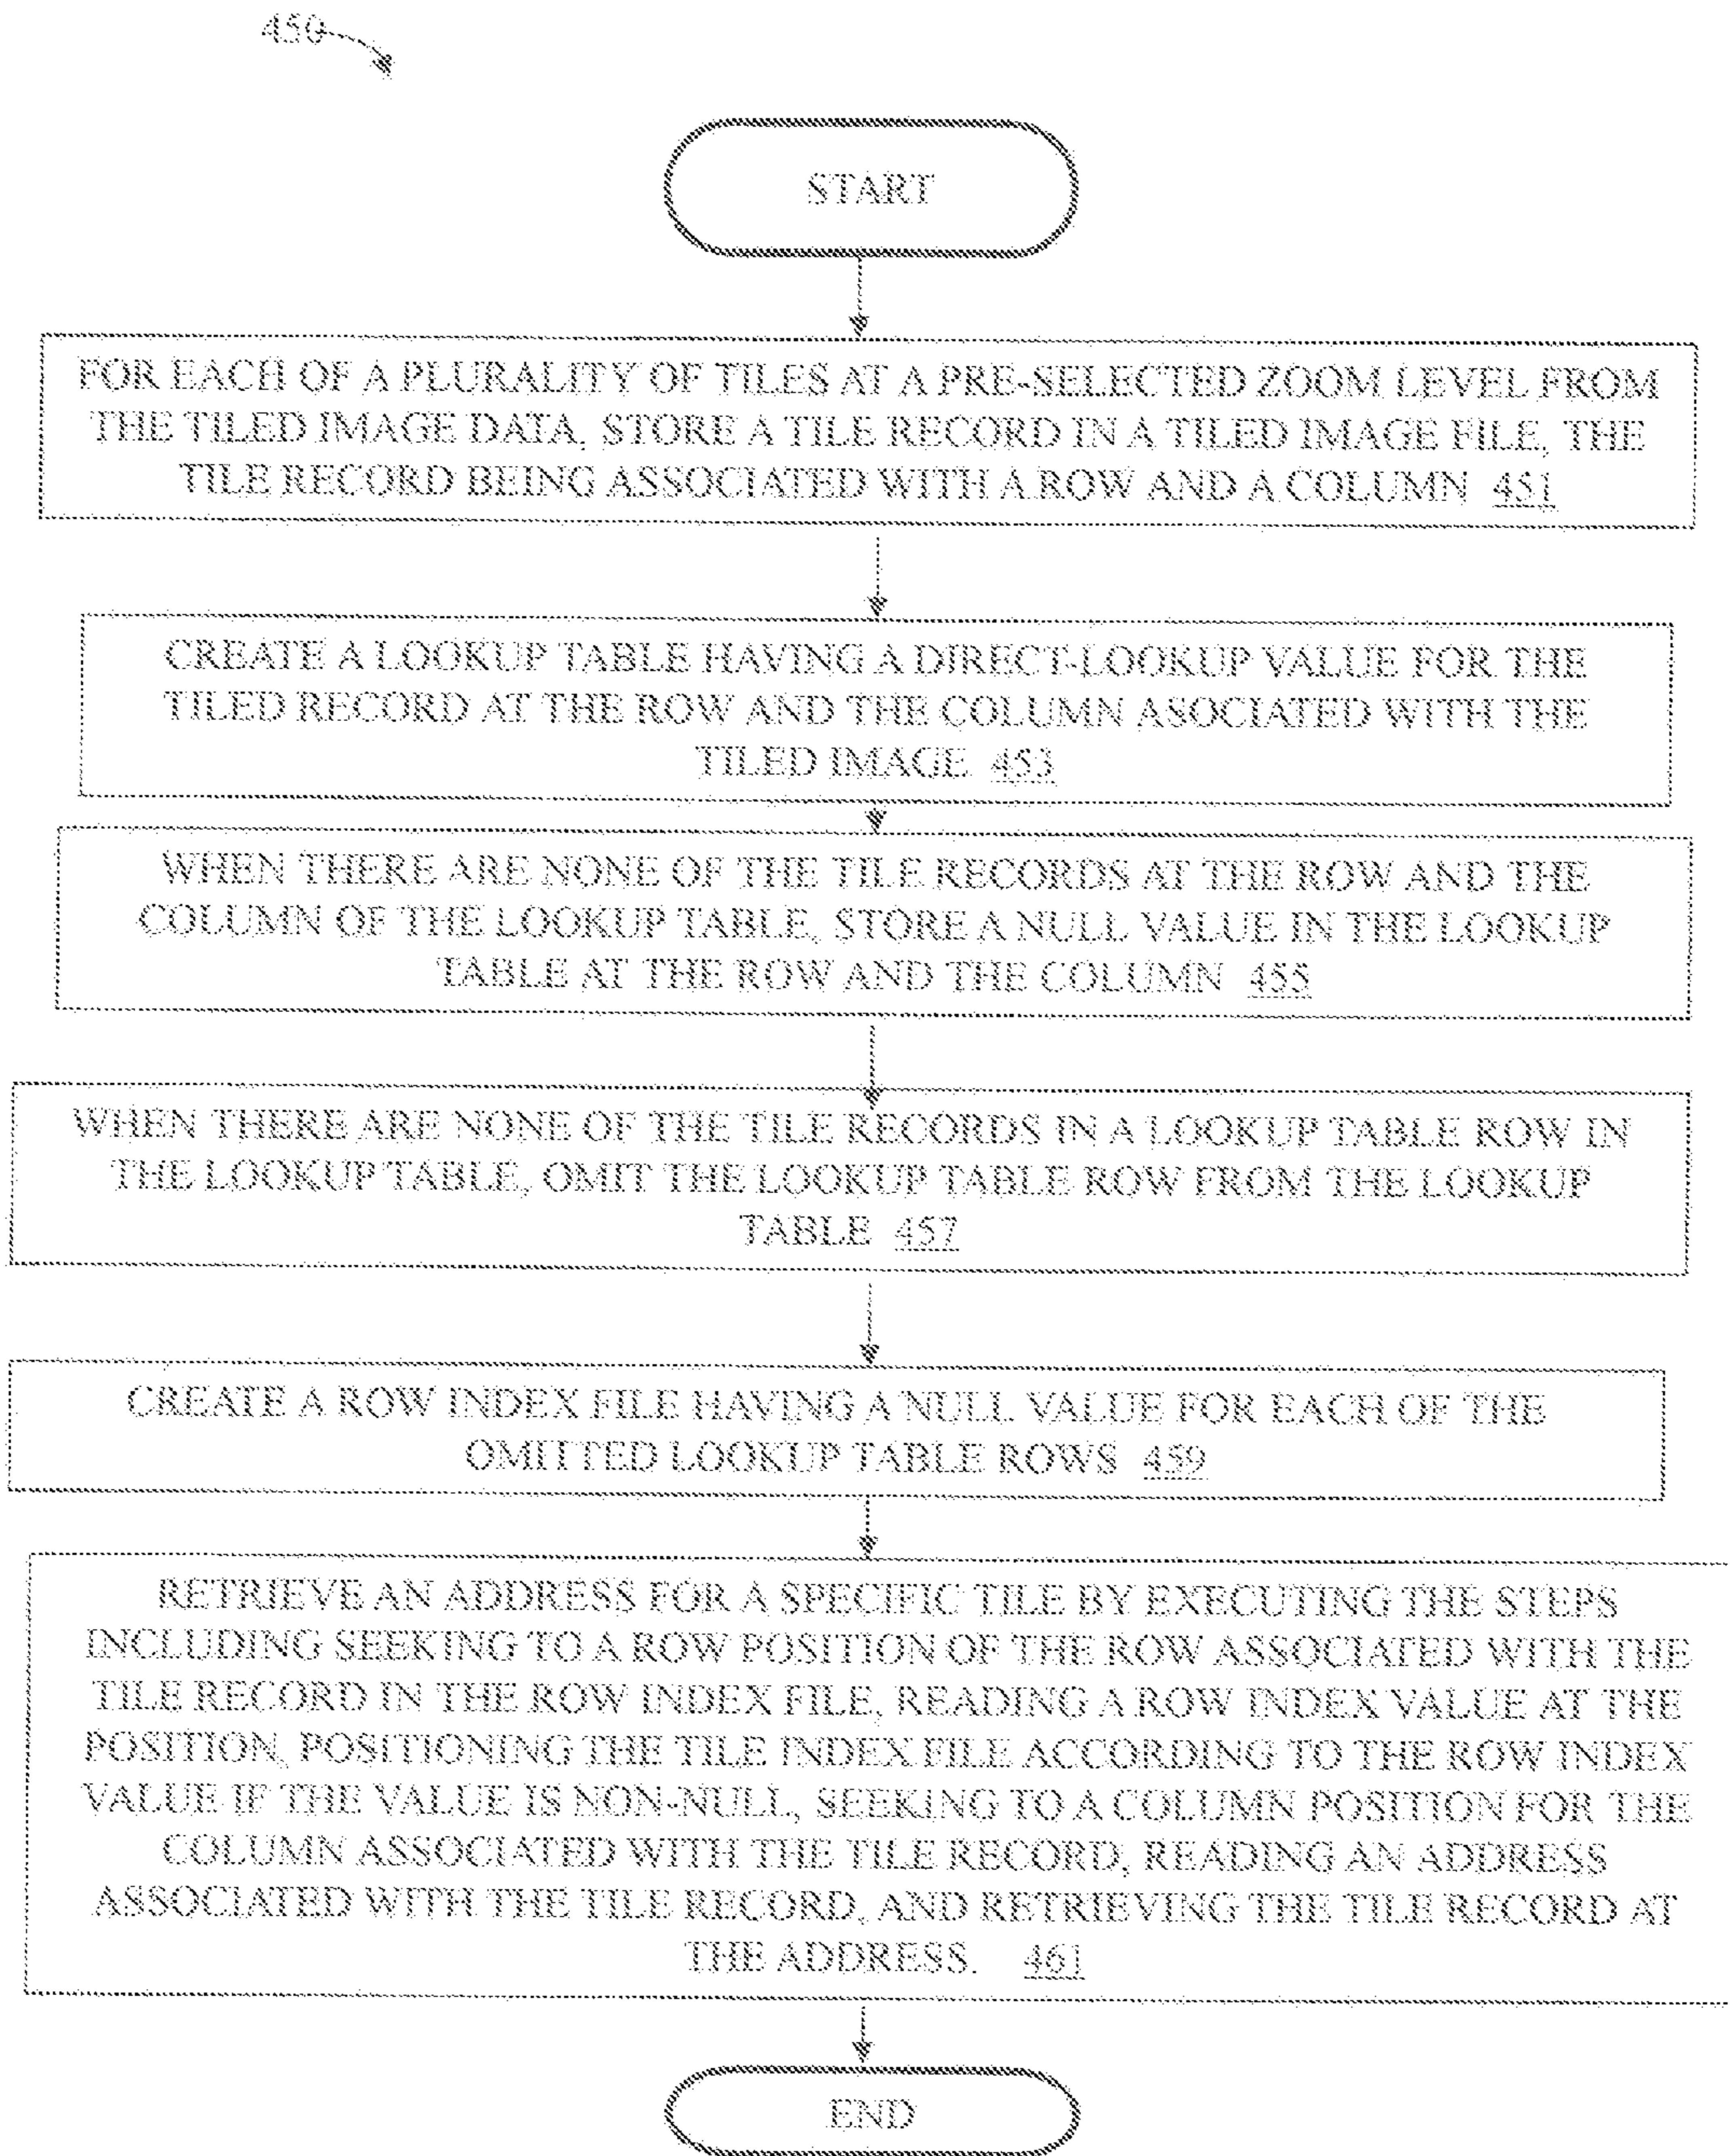 450
START
FOR EACH OF A PLURALITY OF TILES AT A PRE-SELECTED ZOOM LEVEL FROM
THE TILED IMAGE DATA, STORE A TILE RECORD IN A TILED IMAGE FILE, THE
TILE RECORD BEING ASSOCIATED WITH A ROW AND A COLUMN 451
CREATE A LOOKUP TABLE HAVING A DIRECT-LOOKUP VALUE FOR THE
TILED RECORD AT THE ROW AND THE COLUMN ASOCIATED WITH THE
TILED IMAGE 453
WHEN THERE ARE NONE OF THE TILE RECORDS AT THE ROW AND THE
COLUMN OF THE LOOKUP TABLE, STORE A NULL VALUE IN THE LOOKUP
TABLE AT THE ROW AND THE COLUMN 455
WHEN THERE ARE NONE OF THE TILE RECORDS IN A LOOKUP TABLE ROW IN
THE LOOKUP TABLE, OMIT THE LOOKUP TABLE ROW FROM THE LOOKUP
TABLE 457
CREATE A ROW INDEX FILE HAVING A NULL VALUE FOR EACH OF THE
OMITTED LOOKUP TABLE ROWS 459
RETRIEVE AN ADDRESS FOR A SPECIFIC TILE BY EXECUTING THE STEPS
INCLUDING SEEKING TO A ROW POSITION OF THE ROW ASSOCIATED WITH THE
TILE RECORD IN THE ROW INDEX FILE, READING A ROW INDEX VALUE AT THE
POSITION, POSITIONING THE TILE INDEX FILE ACCORDING TO THE ROW INDEX
VALUE IF THE VALUE IS NON-NULL, SEEKING TO A COLUMN POSITION FOR THE
COLUMN ASSOCIATED WITH THE TILE RECORD, READING AN ADDRESS
ASSOCIATED WITH THE TILE RECORD, AND RETRIEVING THE TILE RECORD AT
THE ADDRESS. 461
END